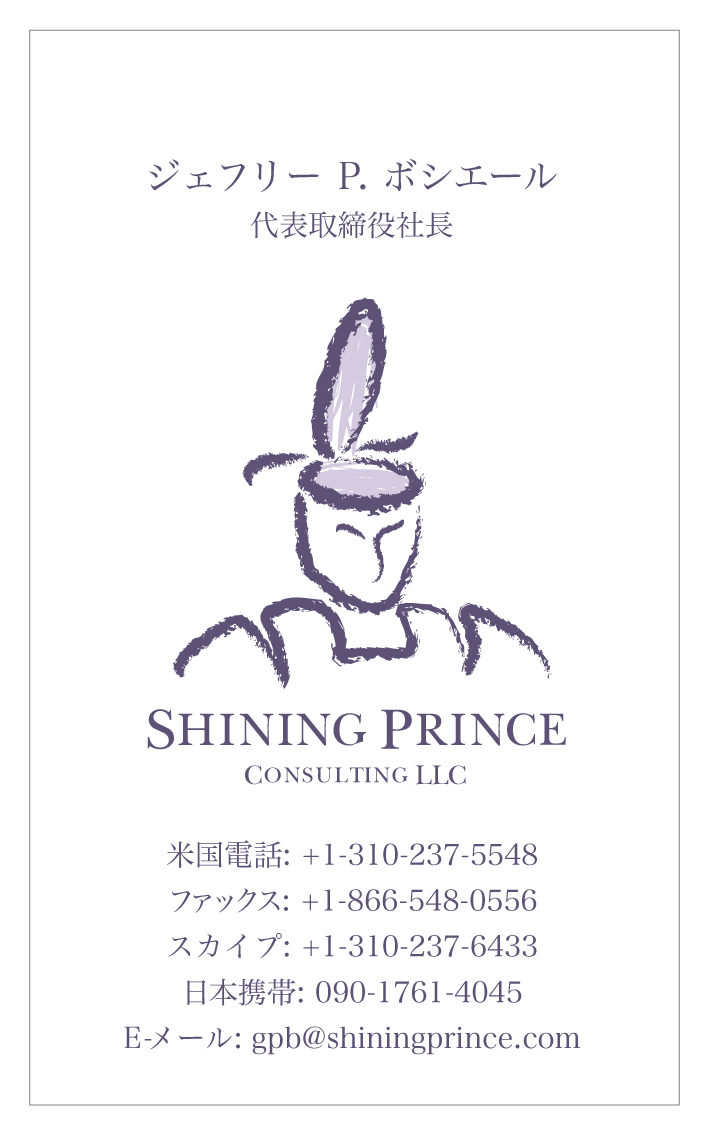 ジェフリー P. ボシエール
代表取締役社長
SHINING PRINCE
CONSULTING LLC
米国電話: +1-310-237-5548
ファックス: +1-866-548-0556
スカイプ: +1-310-237-6433
日本携帯: 090-1761-4045
E-メール: gpb@shiningprince.com